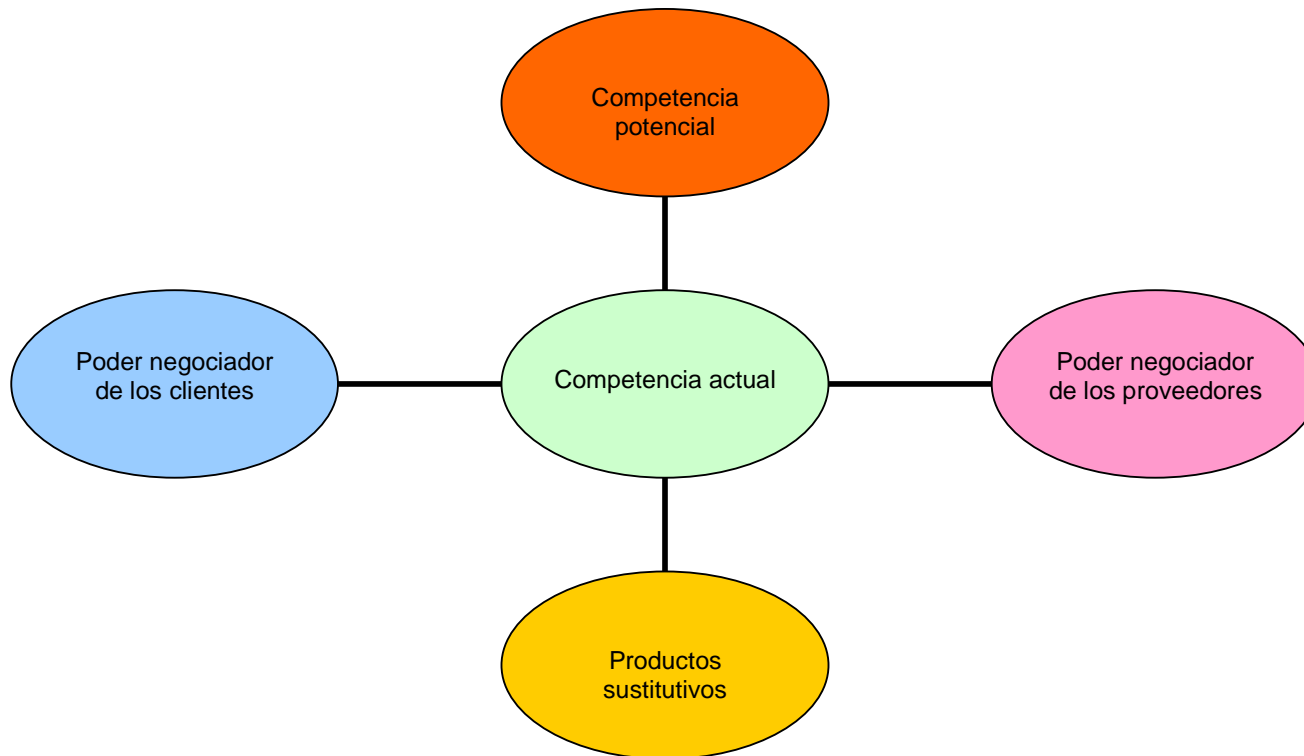 Competencia
potencial
Poder negociador
de los clientes
Competencia actual
Poder negociador
de los proveedores
Productos
sustitutivos